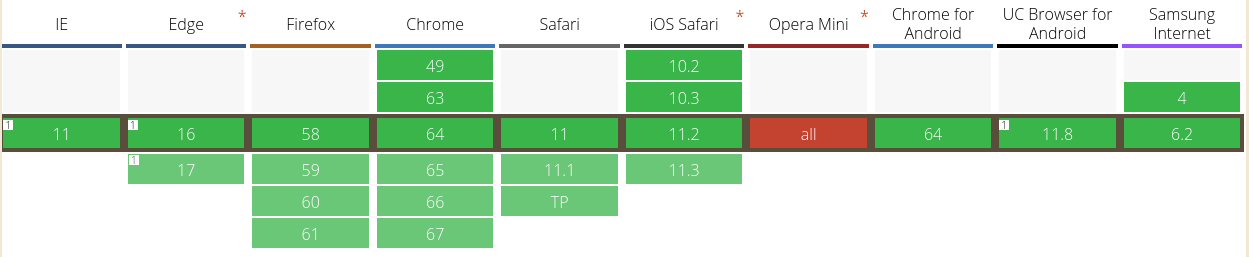 IE Edge * Firefox Chrome Safari iOS Safari * Opera Mini * Chrome for Android UC Browser for Android Samsung Internet
49 10.2
63 10.3 4
1 11 1 16 58 64 11 11.2 all 64 1 11.8 6.2
1 17 59 65 11.1 11.3
60 66 TP
61 67